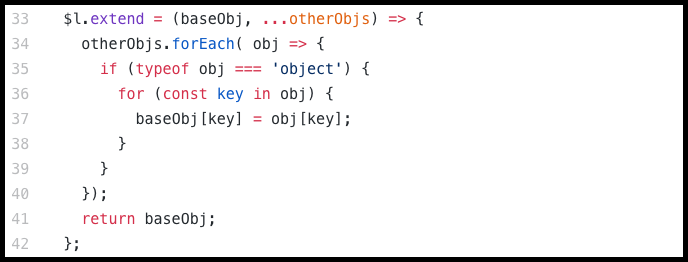 33 $l.extend = (baseObj, ...otherObjs) => {
34 otherObjs.forEach( obj => {
35 if (typeof obj === 'object') {
36 for (const key in obj) {
37 baseObj[key] = obj[key];
38 }
39 }
40 });
41 return baseObj;
42 };